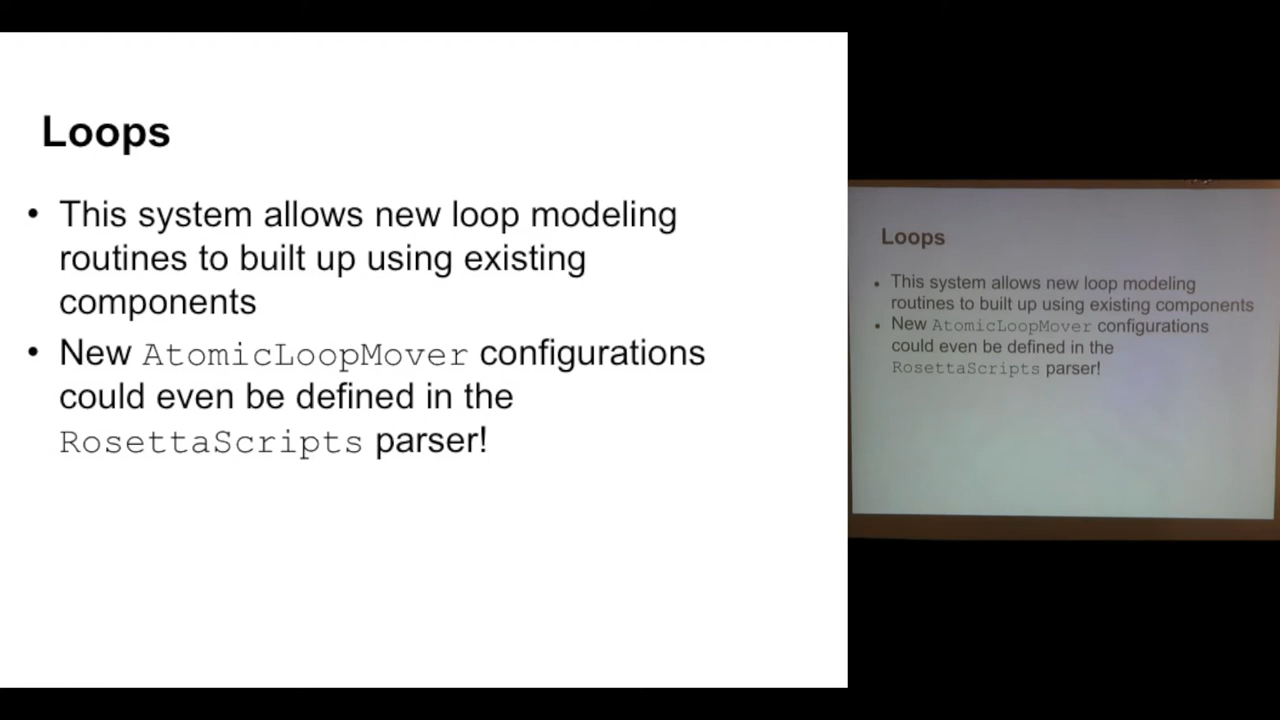 Loops
• This system allows new loop modeling
routines to built up using existing
components
• New AtomicLoopMover configurations
could even be defined in the
RosettaScripts parser!
Loops
• This system allows new loop modeling
routines to built up using existing components
• New AtomicLoopMover configurations
could even be defined in the
RosettaScripts parser!